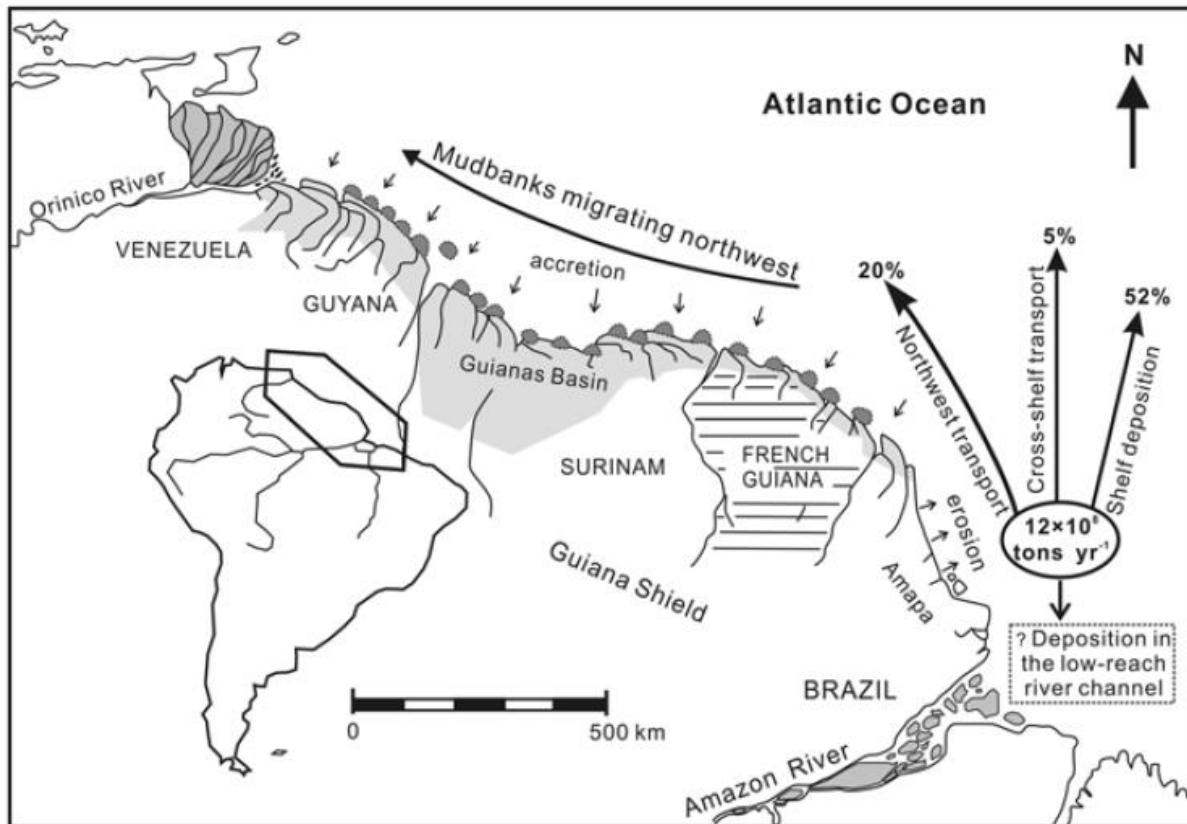 N
Atlantic Ocean
Mudbanks migrating northwest
Orinico River
VENEZUELA
accretion
GUYANA
Guianas Basin
SURINAM
FRENCH
GUIANA
Guiana Shield
erosion
Amapa
BRAZIL
Amazon River
0
500 km
20%
5%
52%
Northwest transport
Cross-shelf transport
Shelf deposition
12×10⁸
tons yr⁻¹
? Deposition in
the low-reach
river channel